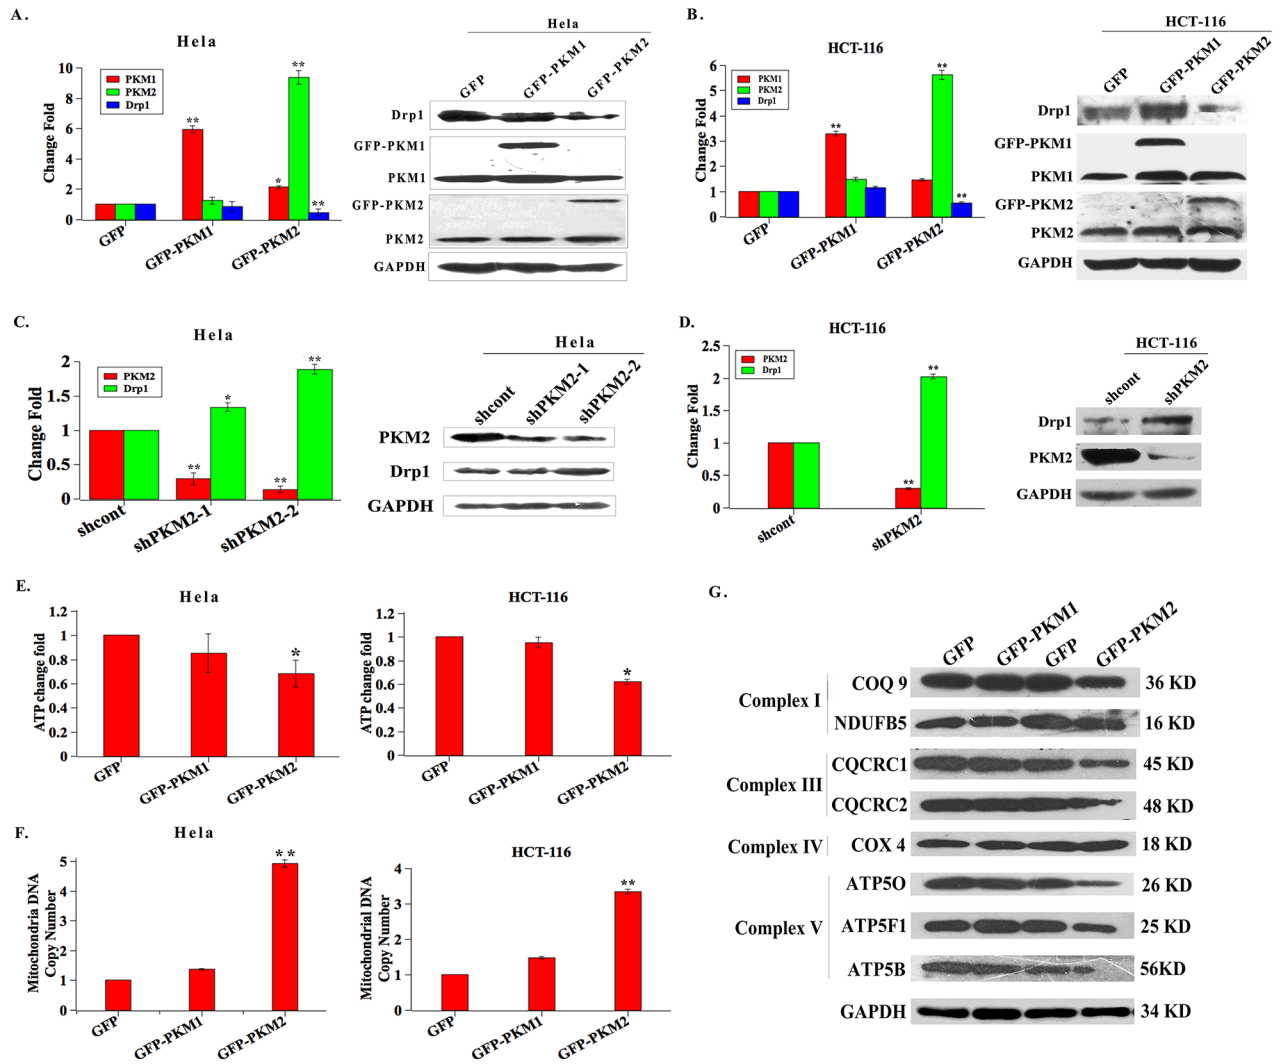 A.
Hela
Change Fold
10
8
6
4
2
0
PKM1
PKM2
Drp1
**
*
**
**
GFP
GFP-PKM1
GFP-PKM2
Hela
GFP
GFP-PKM1
GFP-PKM2
Drp1
GFP-PKM1
PKM1
GFP-PKM2
PKM2
GAPDH
B.
HCT-116
Change Fold
6
5
4
3
2
1
0
PKM1
PKM2
Drp1
**
**
**
GFP
GFP-PKM1
GFP-PKM2
HCT-116
GFP
GFP-PKM1
GFP-PKM2
Drp1
GFP-PKM1
PKM1
GFP-PKM2
PKM2
GAPDH
C.
Hela
Change Fold
2
1.5
1
0.5
0
PKM2
Drp1
**
*
**
**
shcont
shPKM2-1
shPKM2-2
Hela
shcont
shPKM2-1
shPKM2-2
PKM2
Drp1
GAPDH
D.
HCT-116
Change Fold
2.5
2
1.5
1
0.5
0
PKM2
Drp1
**
**
shcont
shPKM2
HCT-116
shcont
shPKM2
Drp1
PKM2
GAPDH
E.
Hela
ATP change fold
1.2
1
0.8
0.6
0.4
0.2
0
*
GFP
GFP-PKM1
GFP-PKM2
HCT-116
ATP change fold
1.2
1
0.8
0.6
0.4
0.2
0
*
GFP
GFP-PKM1
GFP-PKM2
F.
Hela
Mitochondria DNA
Copy Number
5
4
3
2
1
0
**
GFP
GFP-PKM1
GFP-PKM2
HCT-116
Mitochondrial DNA
Copy Number
4
3
2
1
0
**
GFP
GFP-PKM1
GFP-PKM2
G.
GFP
GFP-PKM1
GFP
GFP-PKM2
Complex I
COQ 9
36 KD
NDUFB5
16 KD
Complex III
CQCRC1
45 KD
CQCRC2
48 KD
Complex IV
COX 4
18 KD
Complex V
ATP5O
26 KD
ATP5F1
25 KD
ATP5B
56KD
GAPDH
34 KD